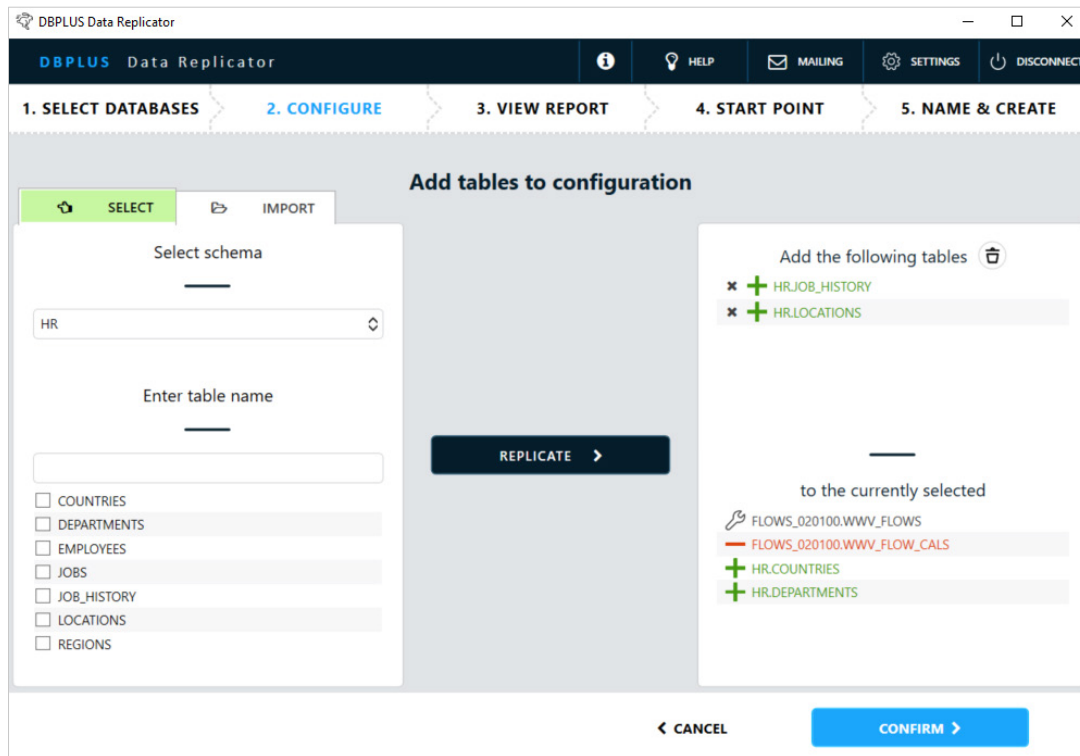 DBPLUS Data Replicator
DBPLUS Data Replicator
HELP
MAILING
SETTINGS
DISCONNECT
1. SELECT DATABASES
2. CONFIGURE
3. VIEW REPORT
4. START POINT
5. NAME & CREATE
Add tables to configuration
SELECT
IMPORT
Select schema
HR
Enter table name
COUNTRIES
DEPARTMENTS
EMPLOYEES
JOBS
JOB_HISTORY
LOCATIONS
REGIONS
REPLICATE
Add the following tables
HR.JOB_HISTORY
HR.LOCATIONS
to the currently selected
FLOWS_020100.WWV_FLOWS
FLOWS_020100.WWV_FLOW_CALS
HR.COUNTRIES
HR.DEPARTMENTS
CANCEL
CONFIRM